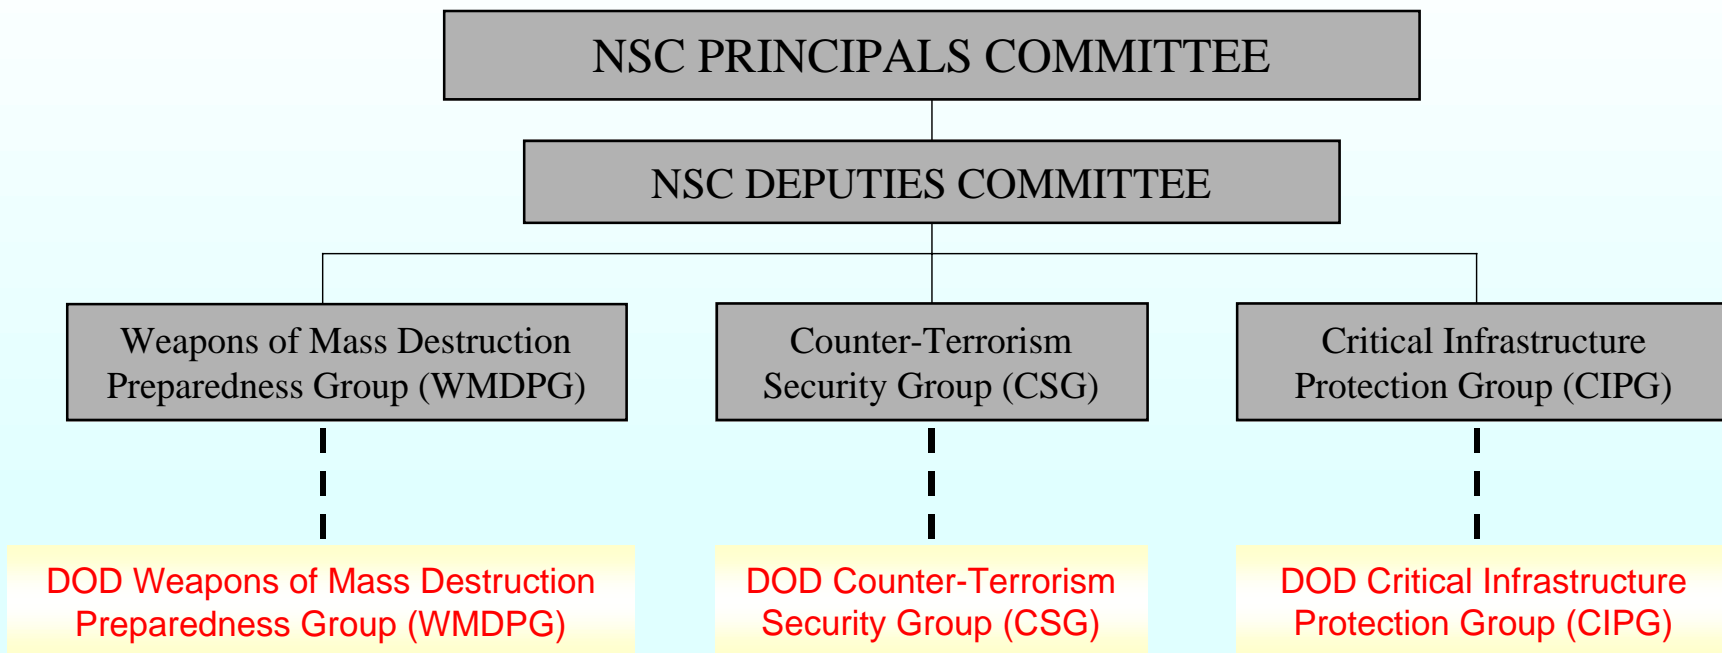 NSC PRINCIPALS COMMITTEE
NSC DEPUTIES COMMITTEE
Weapons of Mass Destruction
Preparedness Group (WMDPG)
Counter-Terrorism
Security Group (CSG)
Critical Infrastructure
Protection Group (CIPG)
DOD Weapons of Mass Destruction
Preparedness Group (WMDPG)
DOD Counter-Terrorism
Security Group (CSG)
DOD Critical Infrastructure
Protection Group (CIPG)